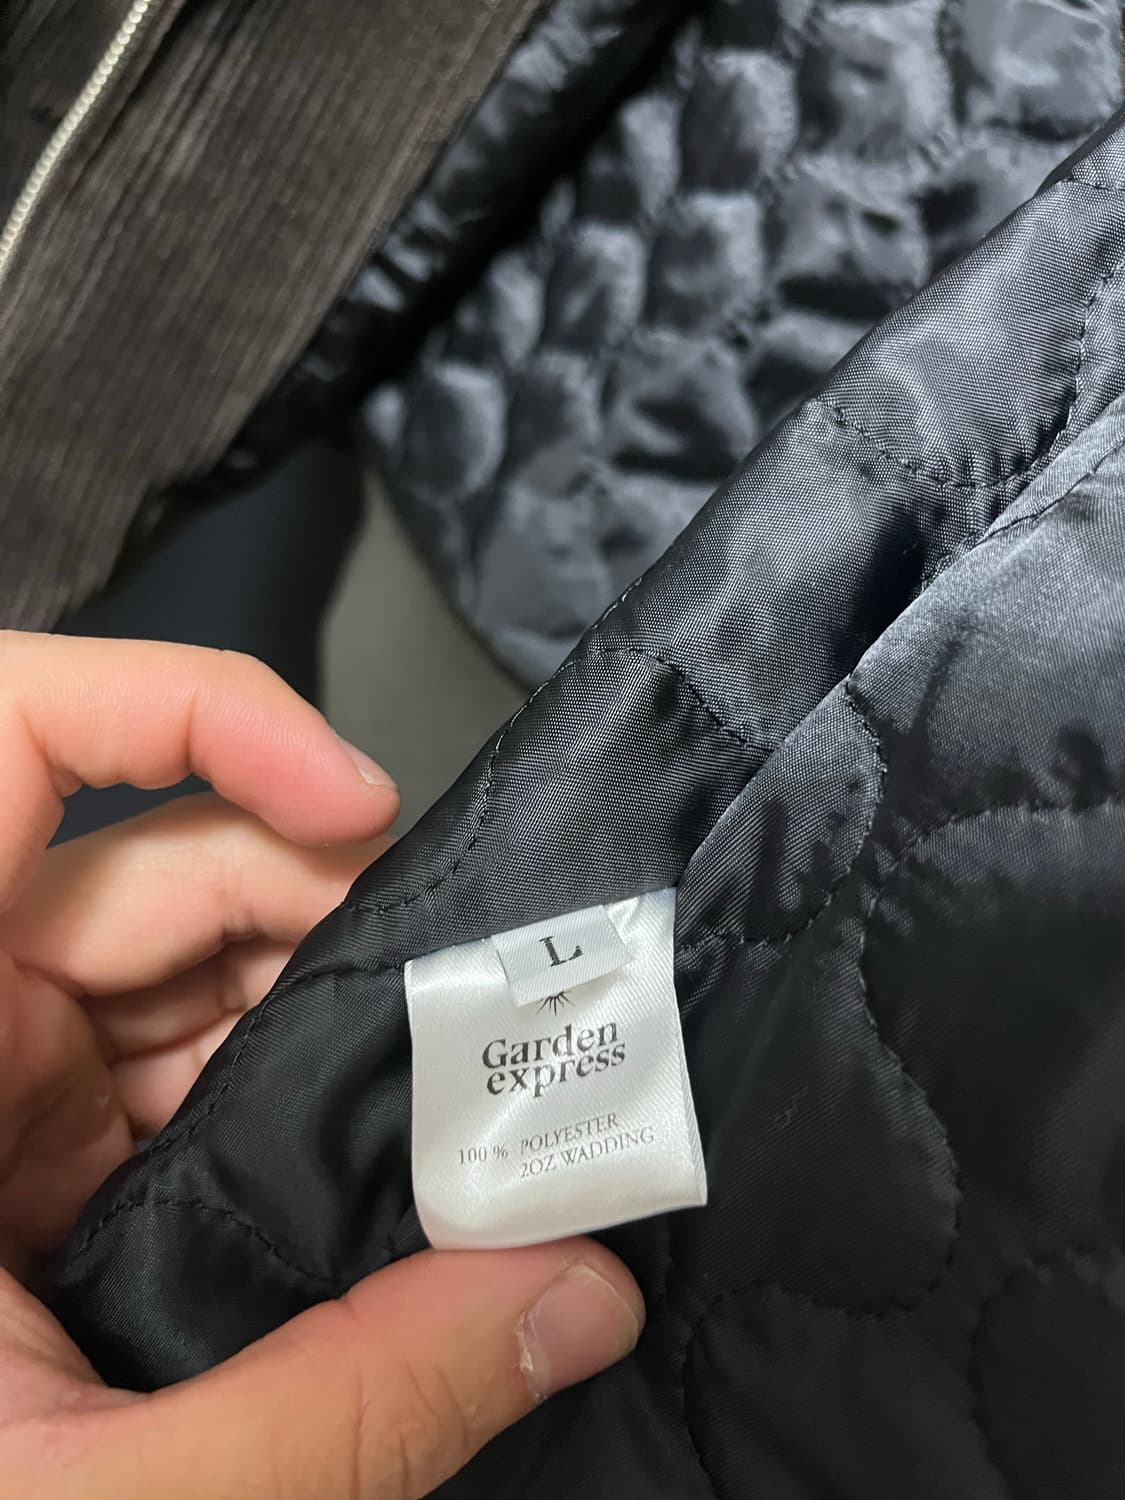 L
Garden
express
100 % POLYESTER
2OZ WADDING